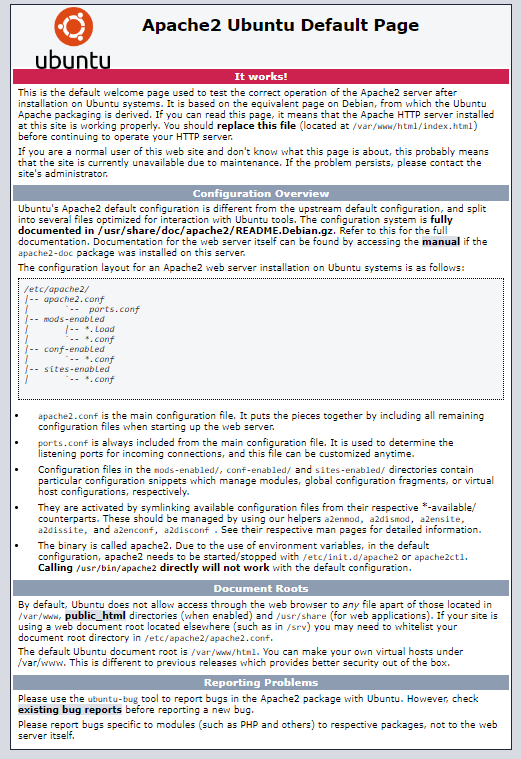 Apache2 Ubuntu Default Page
ubuntu
It works!
This is the default welcome page used to test the correct operation of the Apache2 server after
installation on Ubuntu systems. It is based on the equivalent page on Debian, from which the Ubuntu
Apache packaging is derived. If you can read this page, it means that the Apache HTTP server installed
at this site is working properly. You should replace this file (located at /var/www/html/index.html)
before continuing to operate your HTTP server.
If you are a normal user of this web site and don't know what this page is about, this probably means
that the site is currently unavailable due to maintenance. If the problem persists, please contact the
site's administrator.
Configuration Overview
Ubuntu's Apache2 default configuration is different from the upstream default configuration, and split
into several files optimized for interaction with Ubuntu tools. The configuration system is fully
documented in /usr/share/doc/apache2/README.Debian.gz. Refer to this for the full
documentation. Documentation for the web server itself can be found by accessing the manual if the
apache2-doc package was installed on this server.
The configuration layout for an Apache2 web server installation on Ubuntu systems is as follows:
/etc/apache2/
|-- apache2.conf
|       `--  ports.conf
|-- mods-enabled
|       |-- *.load
|       `-- *.conf
|-- conf-enabled
|       `-- *.conf
|-- sites-enabled
|       `-- *.conf
• apache2.conf is the main configuration file. It puts the pieces together by including all remaining
configuration files when starting up the web server.
• ports.conf is always included from the main configuration file. It is used to determine the
listening ports for incoming connections, and this file can be customized anytime.
• Configuration files in the mods-enabled/, conf-enabled/ and sites-enabled/ directories contain
particular configuration snippets which manage modules, global configuration fragments, or virtual
host configurations, respectively.
• They are activated by symlinking available configuration files from their respective *-available/
counterparts. These should be managed by using our helpers a2enmod, a2dismod, a2ensite,
a2dissite, and a2enconf, a2disconf . See their respective man pages for detailed information.
• The binary is called apache2. Due to the use of environment variables, in the default
configuration, apache2 needs to be started/stopped with /etc/init.d/apache2 or apache2ctl.
Calling /usr/bin/apache2 directly will not work with the default configuration.
Document Roots
By default, Ubuntu does not allow access through the web browser to any file apart of those located in
/var/www, public_html directories (when enabled) and /usr/share (for web applications). If your site is
using a web document root located elsewhere (such as in /srv) you may need to whitelist your
document root directory in /etc/apache2/apache2.conf.
The default Ubuntu document root is /var/www/html. You can make your own virtual hosts under
/var/www. This is different to previous releases which provides better security out of the box.
Reporting Problems
Please use the ubuntu-bug tool to report bugs in the Apache2 package with Ubuntu. However, check
existing bug reports before reporting a new bug.
Please report bugs specific to modules (such as PHP and others) to respective packages, not to the web
server itself.